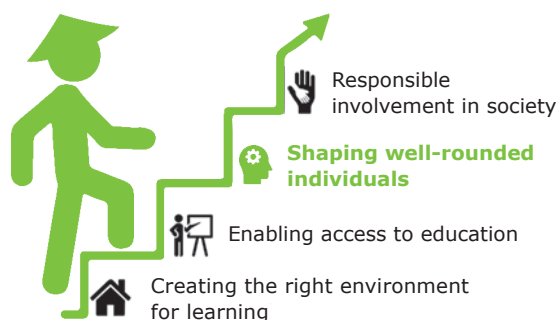 Responsible
involvement in society
Shaping well-rounded
individuals
Enabling access to education
Creating the right environment
for learning